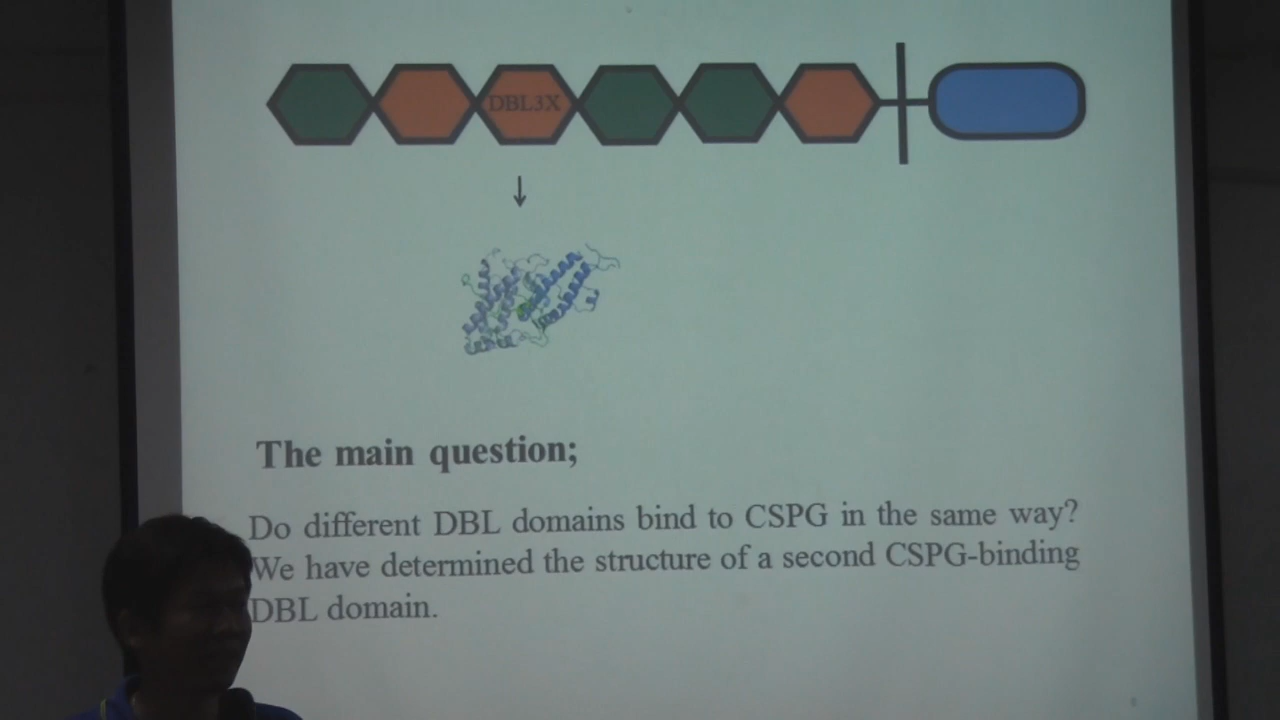 DBL3X
The main question;
Do different DBL domains bind to CSPG in the same way?
We have determined the structure of a second CSPG-binding
DBL domain.